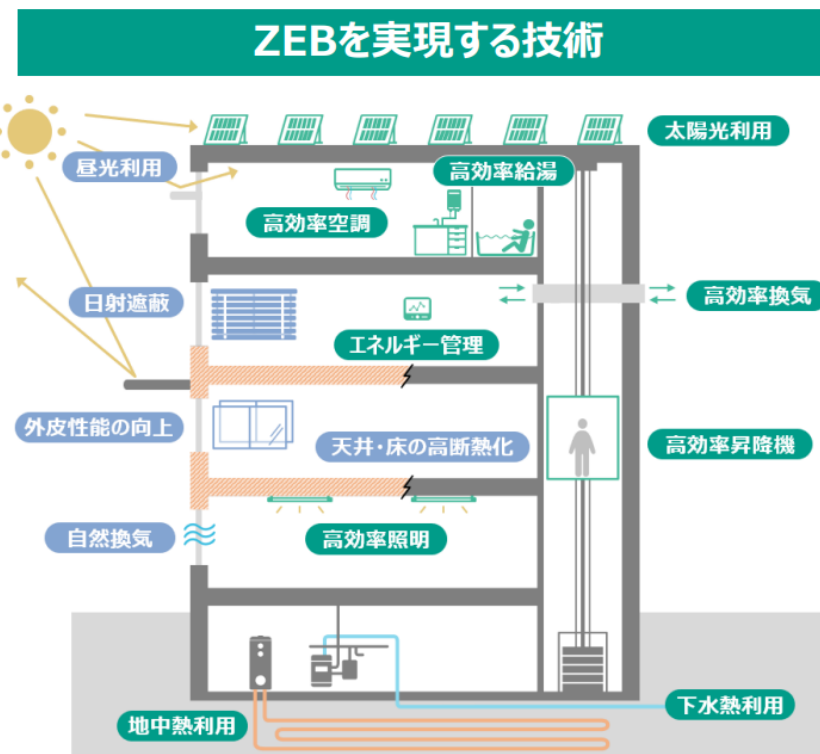 ZEBを実現する技術
太陽光利用
昼光利用
高効率給湯
高効率空調
日射遮蔽
高効率換気
エネルギー管理
外皮性能の向上
天井・床の高断熱化
高効率昇降機
自然換気
高効率照明
地中熱利用
下水熱利用